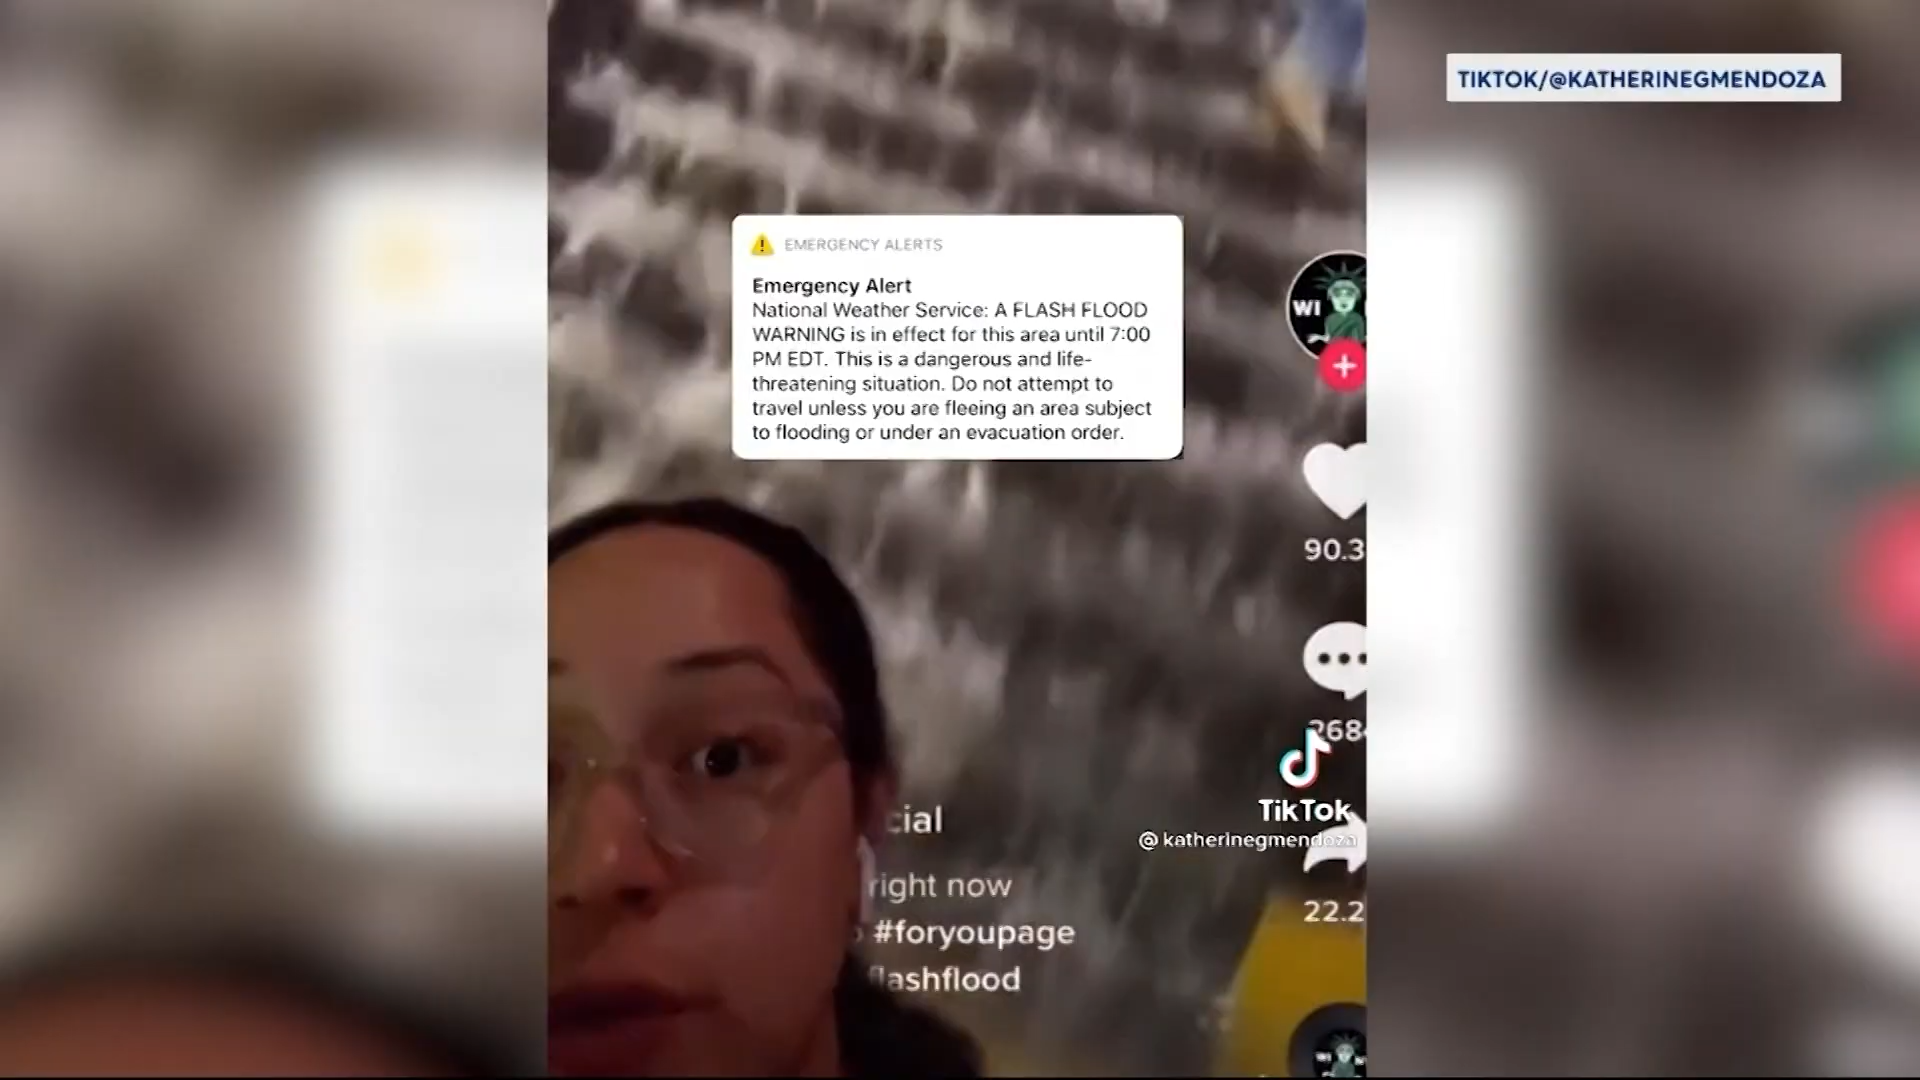 TIKTOK/@KATHERINEGMENDOZA
EMERGENCY ALERTS
Emergency Alert
National Weather Service: A FLASH FLOOD
WARNING is in effect for this area until 7:00
PM EDT. This is a dangerous and life-
threatening situation. Do not attempt to
travel unless you are fleeing an area subject
to flooding or under an evacuation order.
WI
90.3
268
TikTok
@katherinegmendoza
cial
right now
22.2
#foryoupage
flashflood
WI